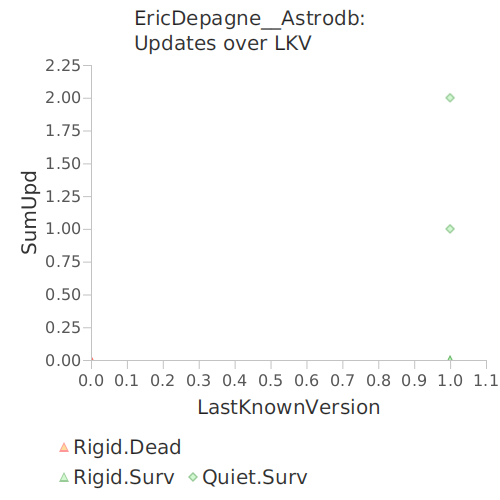 EricDepagne__Astrodb:
Updates over LKV
2.25
2.00
1.75
1.50
1.25
1.00
0.75
0.50
0.25
0.00
SumUpd
0.0 0.1 0.2 0.3 0.4 0.5 0.6 0.7 0.8 0.9 1.0 1.1
LastKnownVersion
Rigid.Dead
Rigid.Surv Quiet.Surv